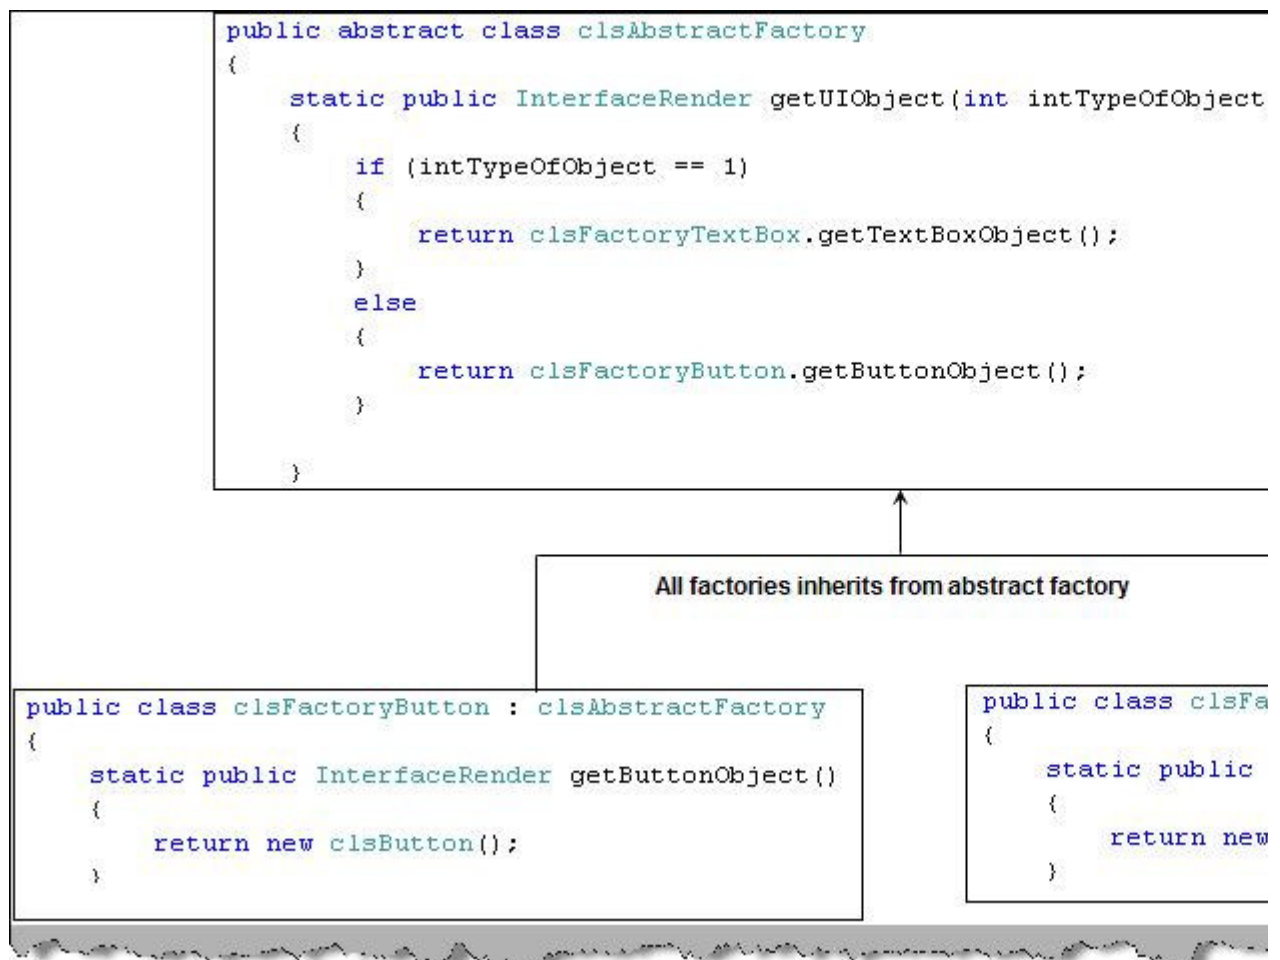 public abstract class clsAbstractFactory
{
static public InterfaceRender getUIObject(int intTypeOfObject
{
if (intTypeOfObject == 1)
{
return clsFactoryTextBox.getTextBoxObject();
}
else
{
return clsFactoryButton.getButtonObject();
}
}
All factories inherits from abstract factory
public class clsFactoryButton : clsAbstractFactory
{
static public InterfaceRender getButtonObject()
{
return new clsButton();
}
public class clsFa
{
static public
{
return new
}